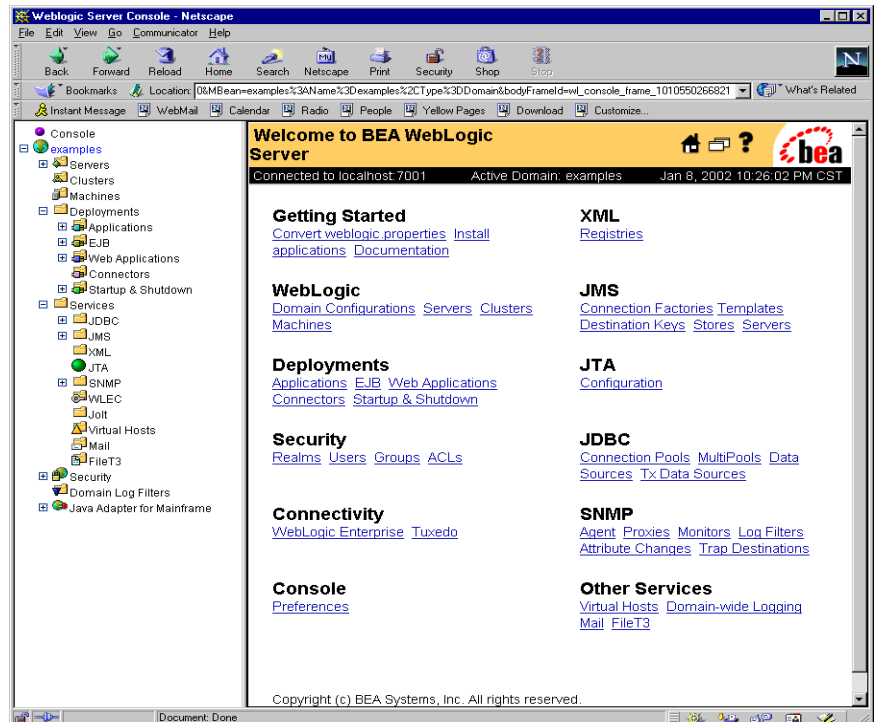 Weblogic Server Console - Netscape
File Edit View Go Communicator Help
Back Forward Reload Home Search Netscape Print Security Shop Stop
My
N
Bookmarks Location: 0&MBean=examples%3AName%3Dexamples%2CType%3DDomain&bodyFrameId=wl_console_frame_1010550266821 What's Related
Instant Message WebMail Calendar Radio People Yellow Pages Download Customize...
Console
examples
Servers
Clusters
Machines
Deployments
Applications
EJB
Web Applications
Connectors
Startup & Shutdown
Services
JDBC
JMS
XML
JTA
SNMP
WLEC
Jolt
Virtual Hosts
Mail
FileT3
Security
Domain Log Filters
Java Adapter for Mainframe
Welcome to BEA WebLogic
Server
?
bea
Connected to localhost:7001 Active Domain: examples Jan 8, 2002 10:26:02 PM CST
Getting Started
Convert weblogic.properties Install
applications Documentation
XML
Registries
WebLogic
Domain Configurations Servers Clusters
Machines
JMS
Connection Factories Templates
Destination Keys Stores Servers
Deployments
Applications EJB Web Applications
Connectors Startup & Shutdown
JTA
Configuration
Security
Realms Users Groups ACLs
JDBC
Connection Pools MultiPools Data
Sources Tx Data Sources
Connectivity
WebLogic Enterprise Tuxedo
SNMP
Agent Proxies Monitors Log Filters
Attribute Changes Trap Destinations
Console
Preferences
Other Services
Virtual Hosts Domain-wide Logging
Mail FileT3
Copyright (c) BEA Systems, Inc. All rights reserved.
Document: Done